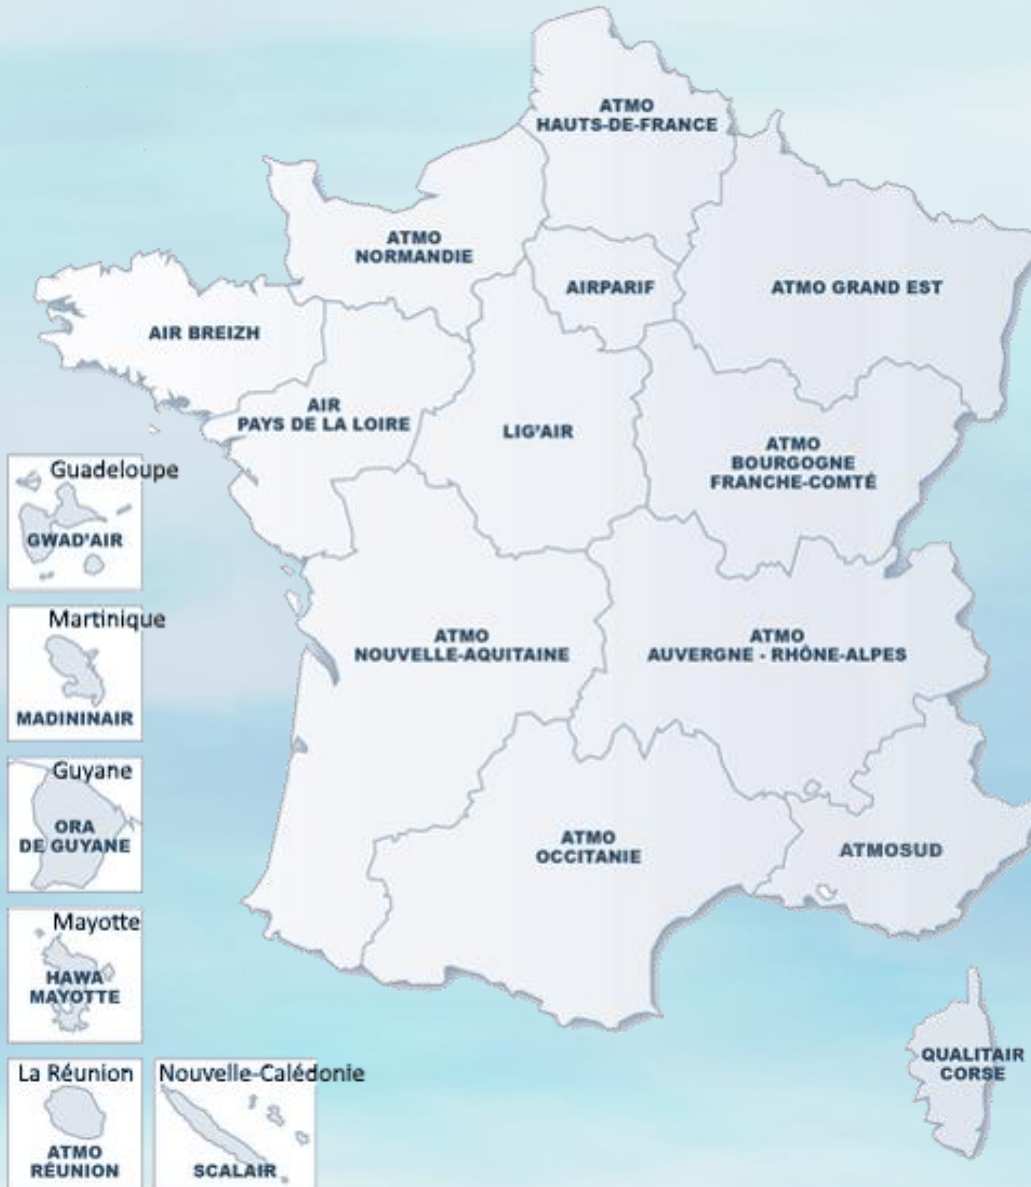 ATMO
HAUTS-DE-FRANCE
ATMO
NORMANDIE
AIRPARIF
ATMO GRAND EST
AIR BREIZH
AIR
PAYS DE LA LOIRE
LIG'AIR
ATMO
BOURGOGNE
FRANCHE-COMTÉ
Guadeloupe
GWAD'AIR
Martinique
MADININAIR
ATMO
NOUVELLE-AQUITAINE
ATMO
AUVERGNE - RHÔNE-ALPES
Guyane
ORA
DE GUYANE
ATMO
OCCITANIE
ATMOSUD
Mayotte
HAWA
MAYOTTE
La Réunion
ATMO
RÉUNION
Nouvelle-Calédonie
SCALAIR
QUALITAIR
CORSE